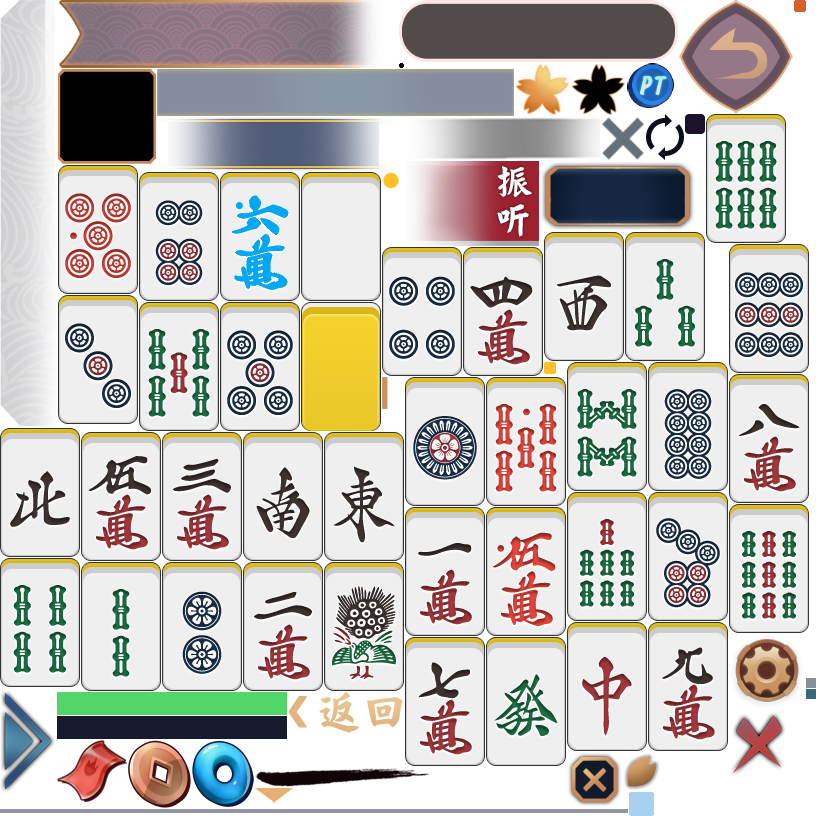 PT
振
听
六
萬
四
萬
西
八
萬
北
伍
萬
三
萬
南
東
一
萬
伍
萬
二
萬
七
萬
發
中
九
萬
返回